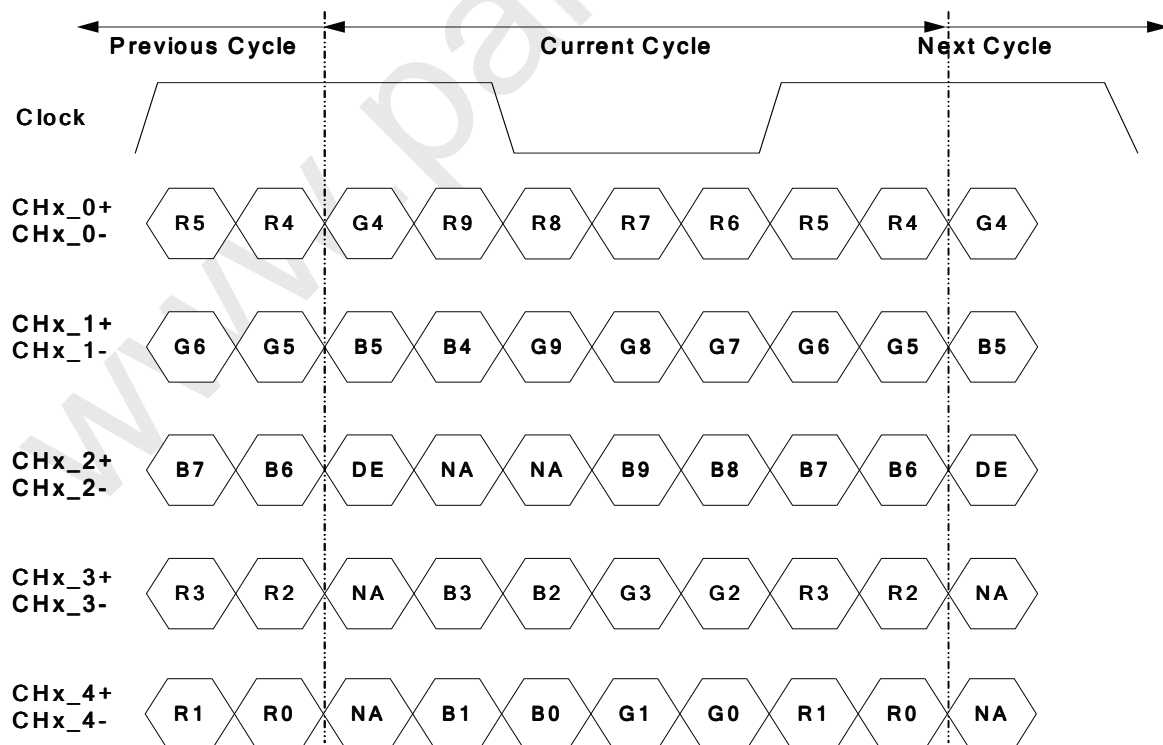 Previous Cycle Current Cycle Next Cycle
Clock
CHx_0+
CHx_0-
R5 R4 G4 R9 R8 R7 R6 R5 R4 G4
CHx_1+
CHx_1-
G6 G5 B5 B4 G9 G8 G7 G6 G5 B5
CHx_2+
CHx_2-
B7 B6 DE NA NA B9 B8 B7 B6 DE
CHx_3+
CHx_3-
R3 R2 NA B3 B2 G3 G2 R3 R2 NA
CHx_4+
CHx_4-
R1 R0 NA B1 B0 G1 G0 R1 R0 NA
www.pa